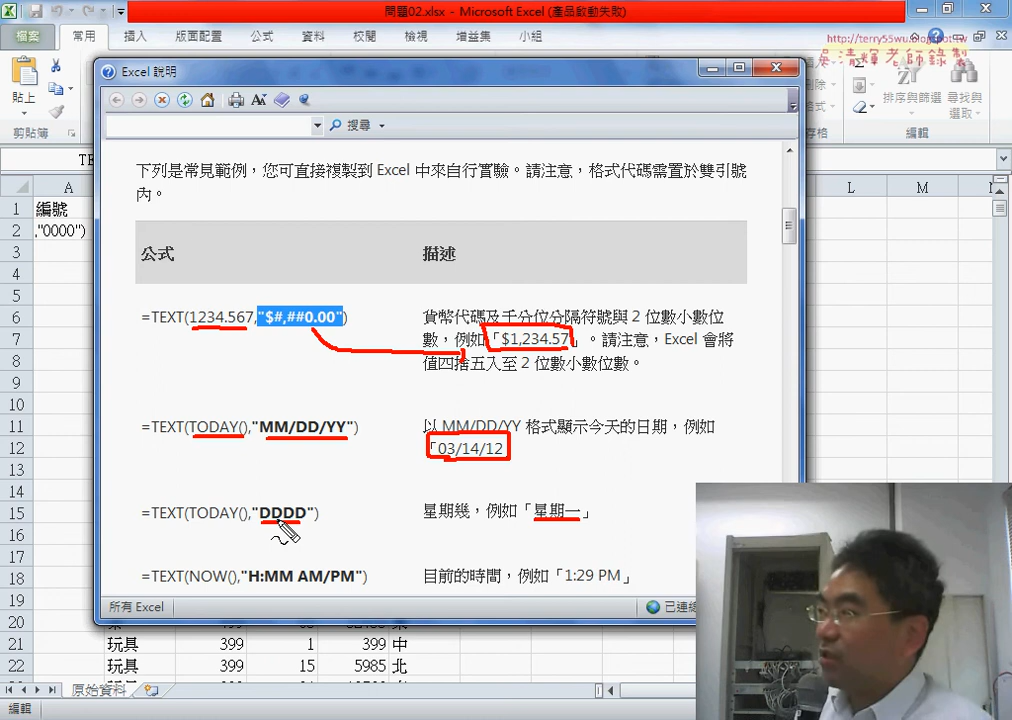 問題02.xlsx - Microsoft Excel (產品啟動失敗)
檔案 常用 插入 版面配置 公式 資料 校閱 檢視 增益集 小組
http://terry55wu.blogspot.tw
吳清輝老師錄製
貼上
剪貼簿
排序與篩選 尋找與
選取
編輯
Excel 說明
搜尋
下列是常見範例，您可直接複製到 Excel 中來自行實驗。請注意，格式代碼需置於雙引號
內。
公式 描述
=TEXT(1234.567,"$#,##0.00") 貨幣代碼及千分位分隔符號與 2 位數小數位
數，例如「$1,234.57」。請注意，Excel 會將
值四捨五入至 2 位數小數位數。
=TEXT(TODAY(),"MM/DD/YY") 以 MM/DD/YY 格式顯示今天的日期，例如
「03/14/12
=TEXT(TODAY(),"DDDD") 星期幾，例如「星期一」
=TEXT(NOW(),"H:MM AM/PM") 目前的時間，例如「1:29 PM」
所有 Excel 已連線
A L M
1 編號
2 ,"0000")
3
4
5
6
7
8
9
10
11
12
13
14
15
16
17
18
19
20
21 玩具 399 1 399 中
22 玩具 399 15 5985 北
原始資料
編輯